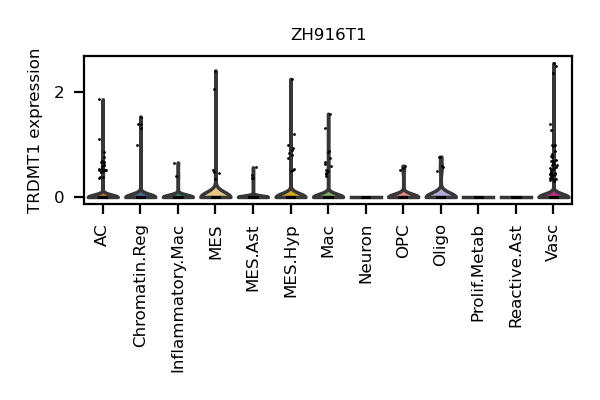 ZH916T1
TRDMT1 expression
2
0
AC
Chromatin.Reg
Inflammatory.Mac
MES
MES.Ast
MES.Hyp
Mac
Neuron
OPC
Oligo
Prolif.Metab
Reactive.Ast
Vasc